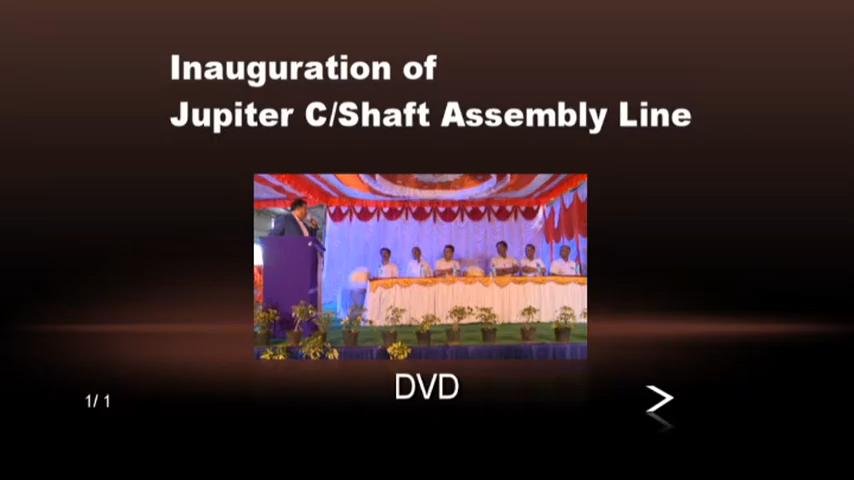 Inauguration of
Jupiter C/Shaft Assembly Line
DVD
1/ 1